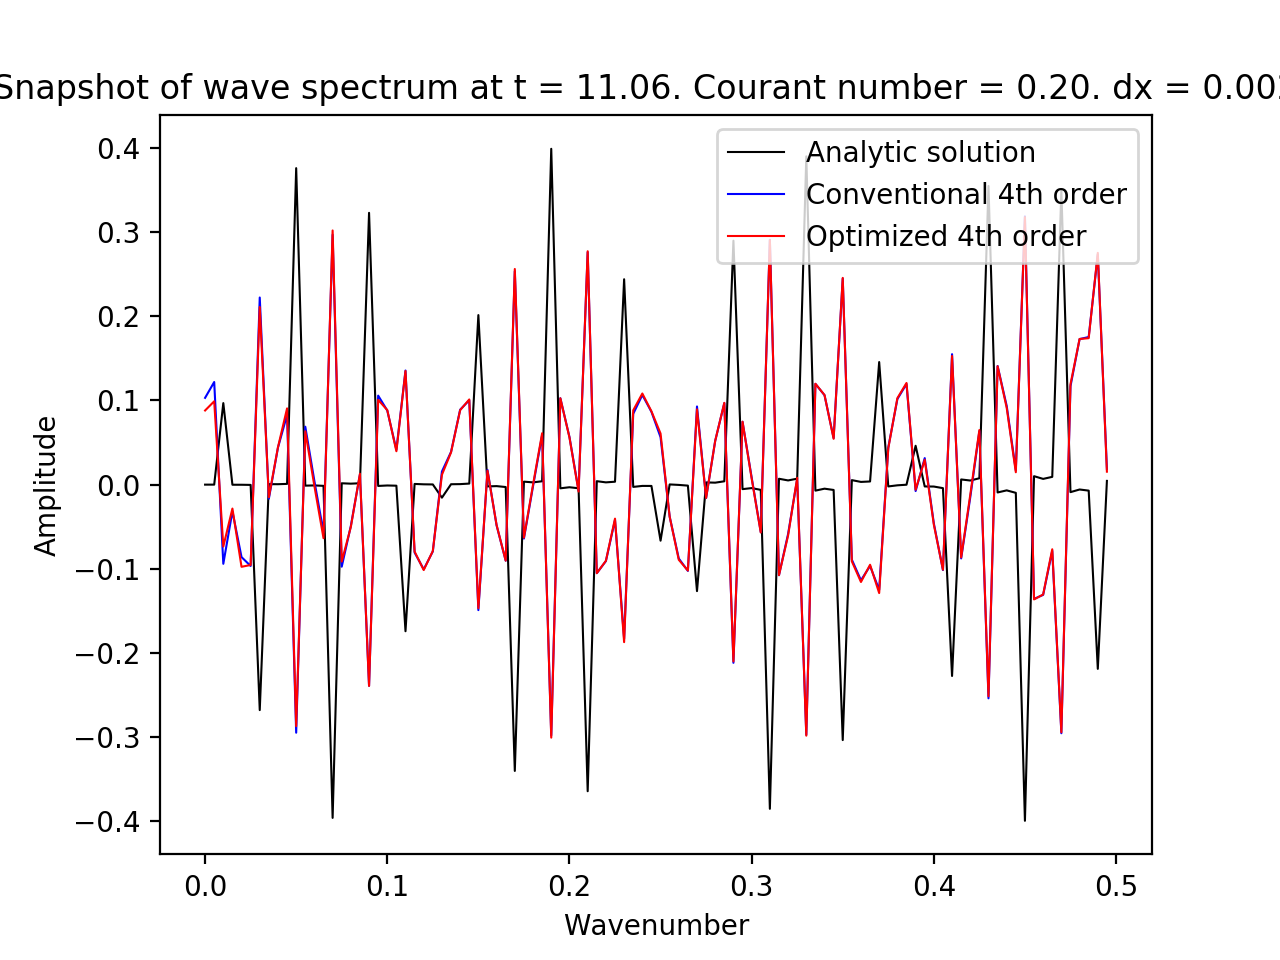 Snapshot of wave spectrum at t = 11.06. Courant number = 0.20. dx = 0.00
Analytic solution
Conventional 4th order
Optimized 4th order
Amplitude
0.4
0.3
0.2
0.1
0.0
−0.1
−0.2
−0.3
−0.4
0.0 0.1 0.2 0.3 0.4 0.5
Wavenumber